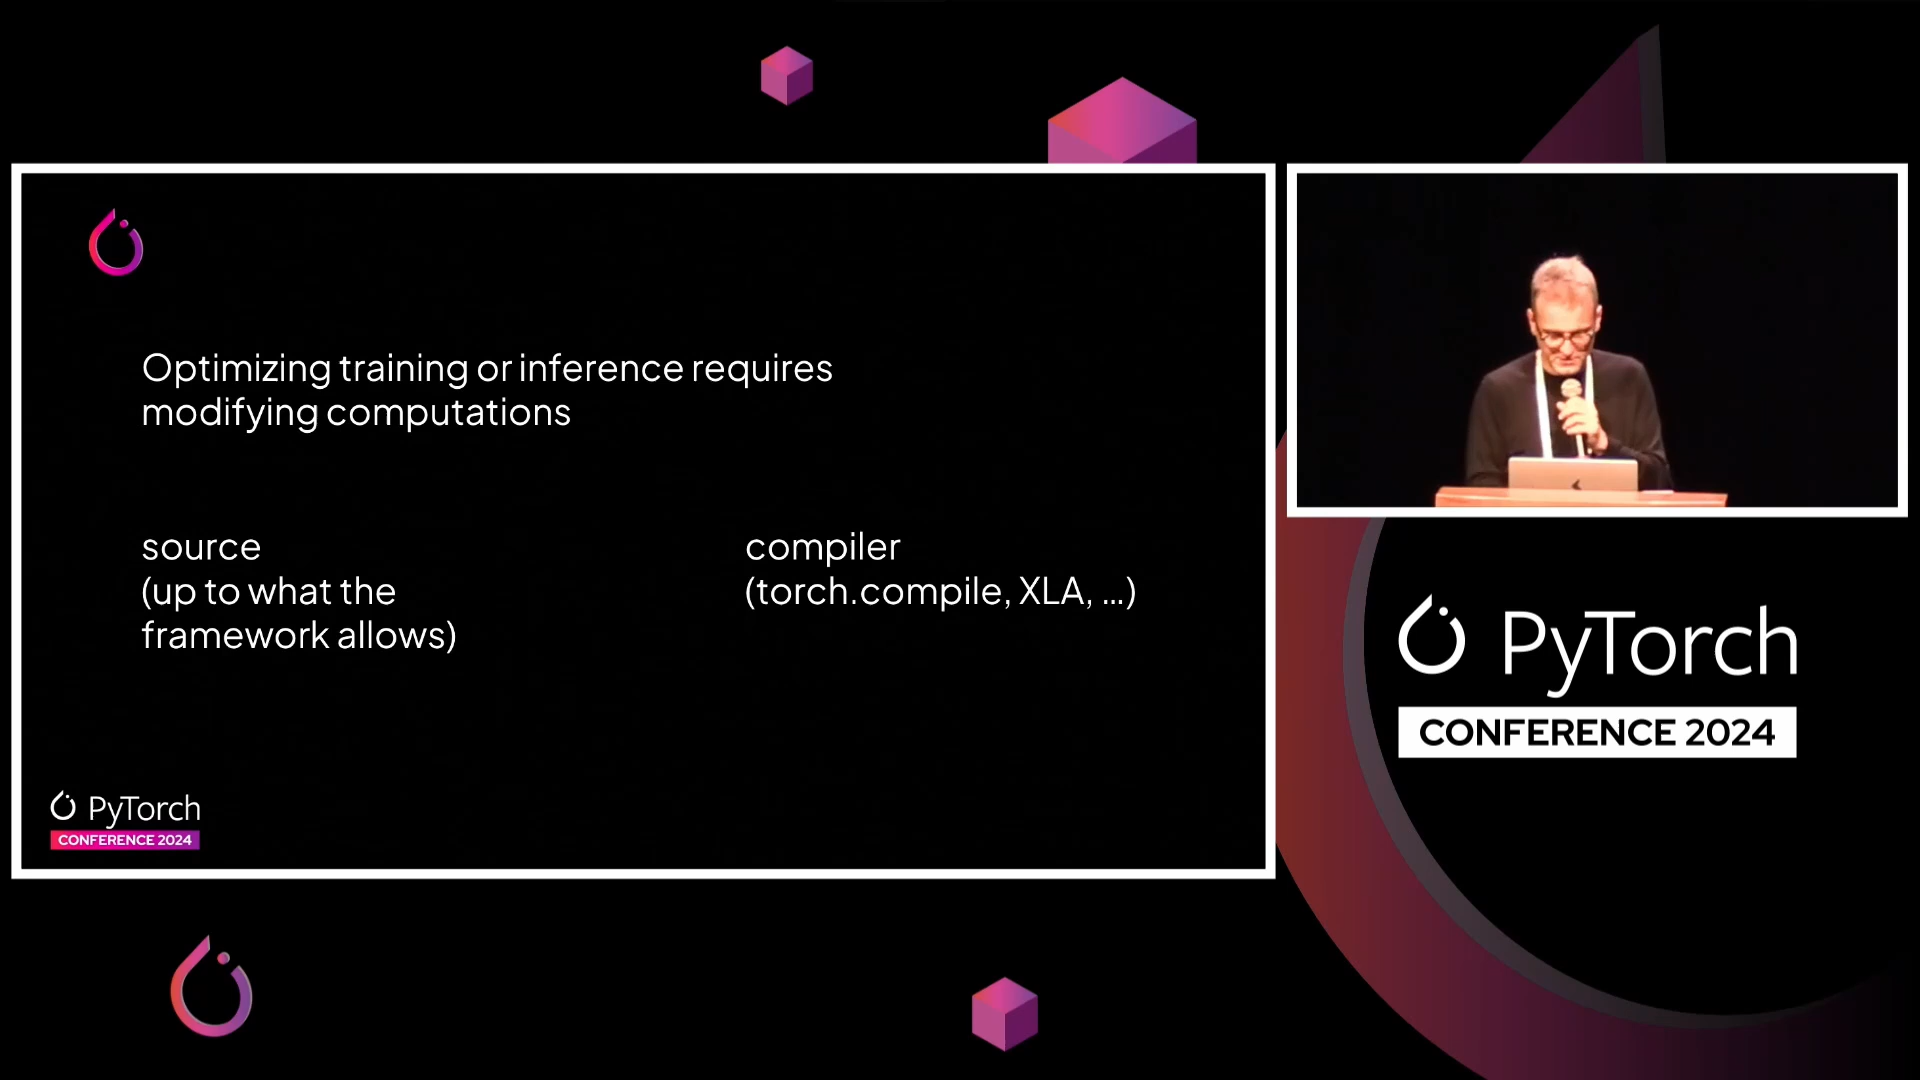 Optimizing training or inference requires
modifying computations
source
(up to what the
framework allows)
compiler
(torch.compile, XLA, ...)
PyTorch
CONFERENCE 2024
PyTorch
CONFERENCE 2024